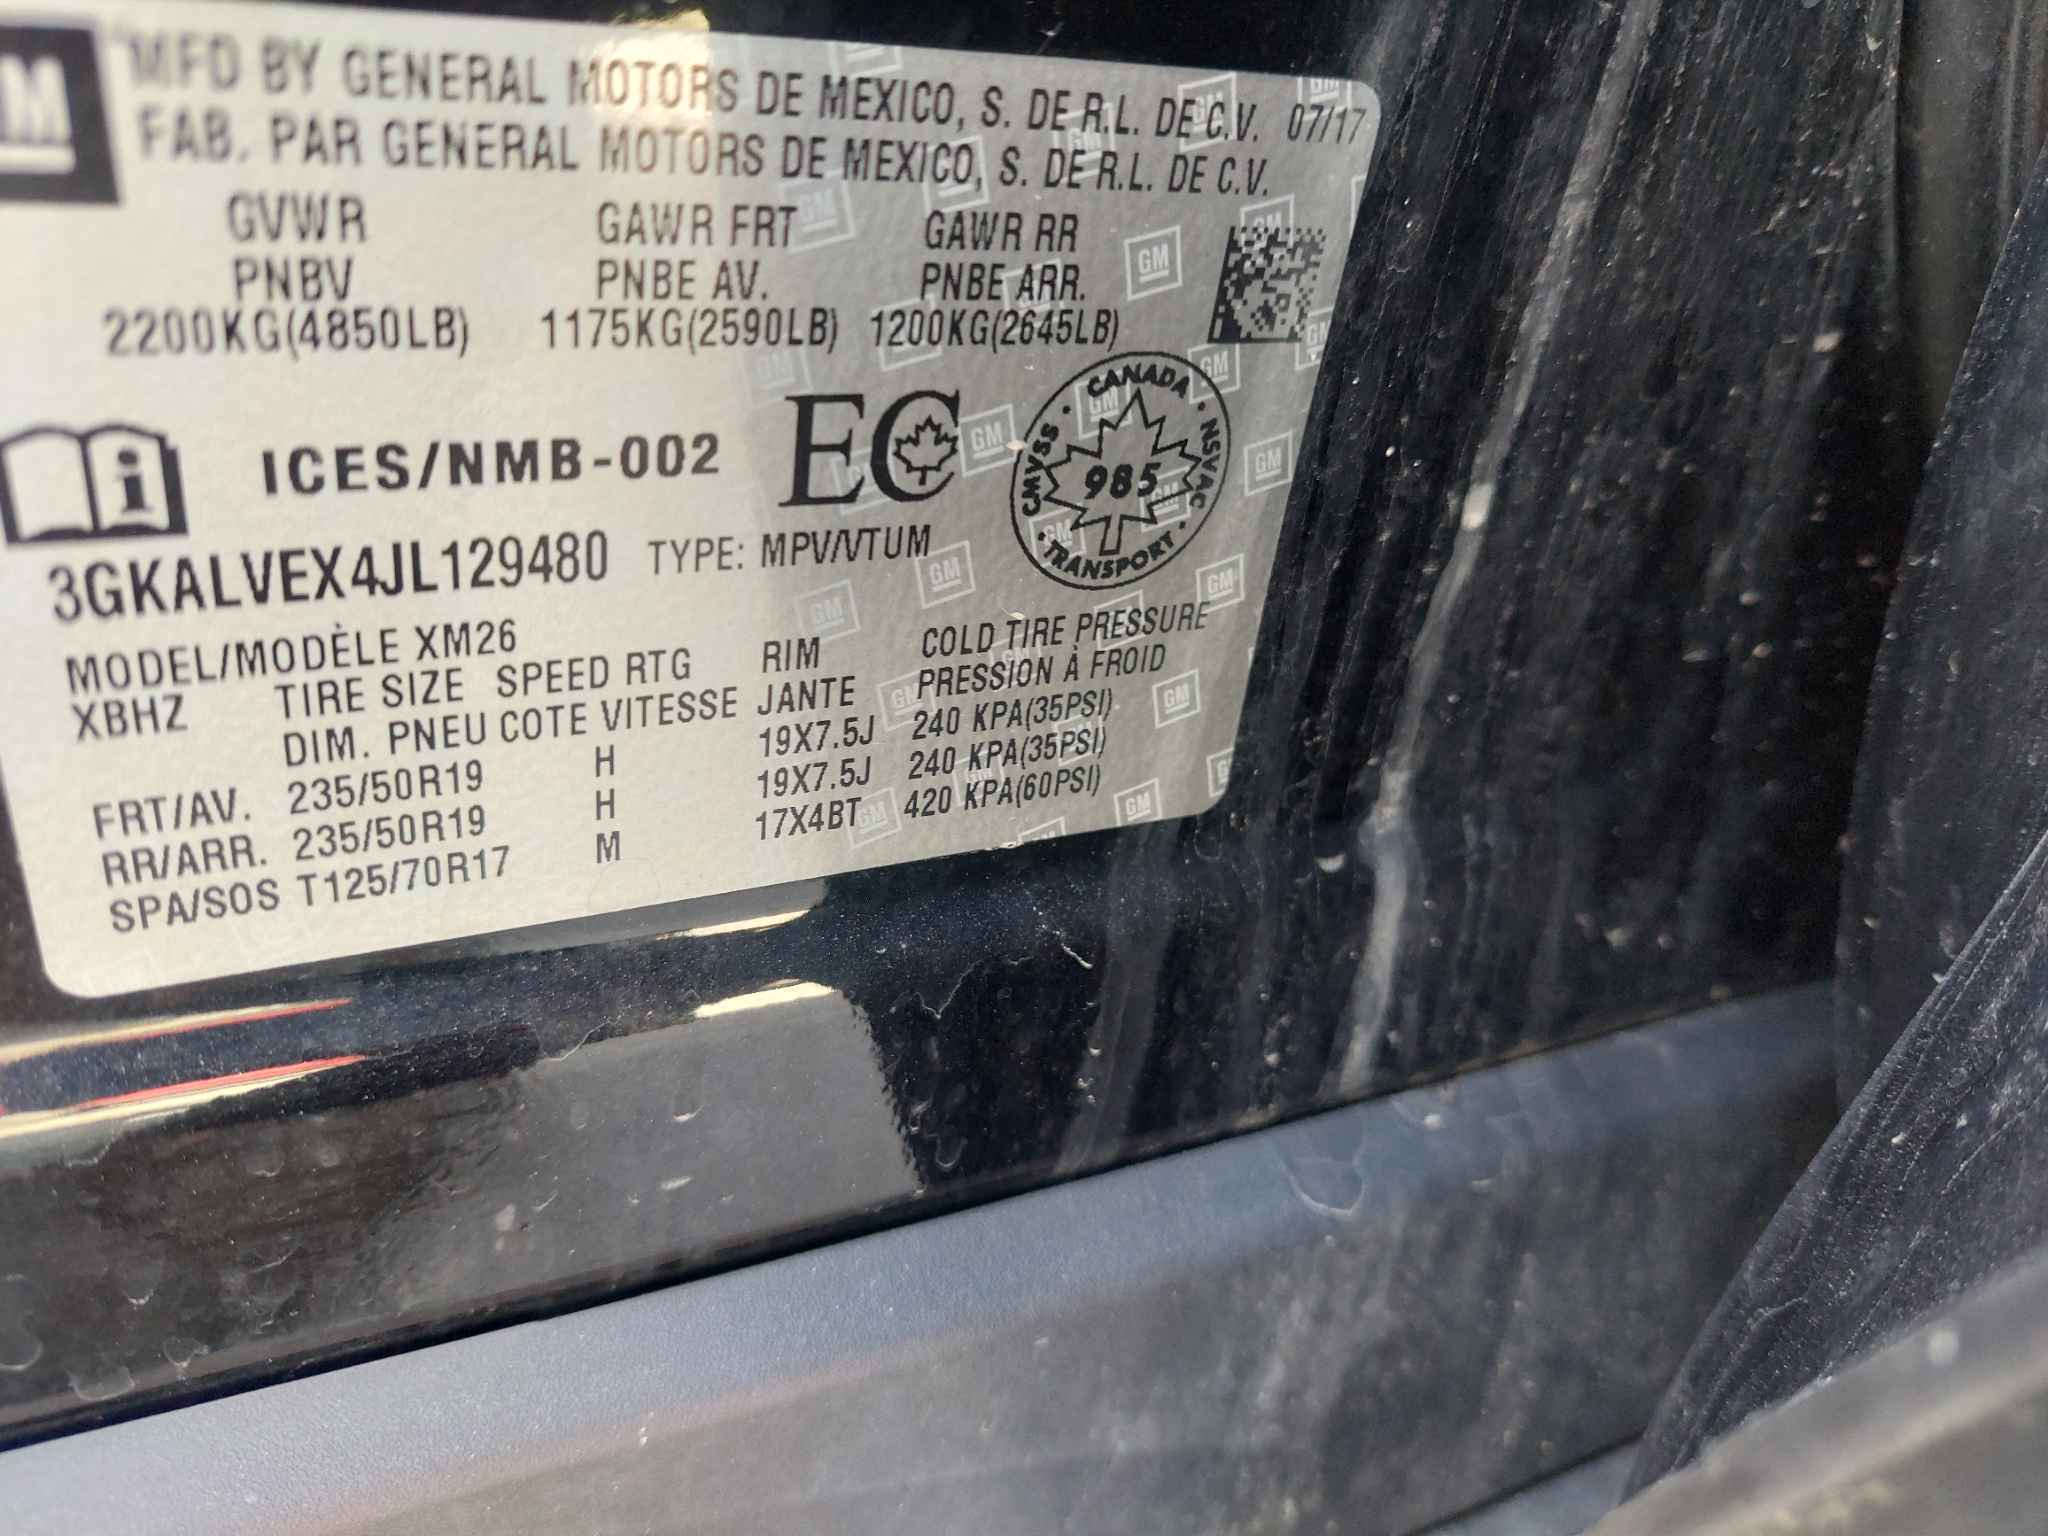 GM
MFD BY GENERAL MOTORS DE MEXICO, S. DE R.L. DE C.V. 07/17
FAB. PAR GENERAL MOTORS DE MEXICO, S. DE R.L. DE C.V.
GVWR GAWR FRT GAWR RR
PNBV PNBE AV. PNBE ARR.
2200KG(4850LB) 1175KG(2590LB) 1200KG(2645LB)
ICES/NMB-002 EC
CANADA
CMVSS 985 NSVAC
TRANSPORT
3GKALVEX4JL129480 TYPE: MPV/VTUM
MODEL/MODÈLE XM26
XBHZ TIRE SIZE SPEED RTG RIM COLD TIRE PRESSURE
DIM. PNEU COTE VITESSE JANTE PRESSION À FROID
FRT/AV. 235/50R19 H 19X7.5J 240 KPA(35PSI)
RR/ARR. 235/50R19 H 19X7.5J 240 KPA(35PSI)
SPA/SOS T125/70R17 M 17X4BT 420 KPA(60PSI)